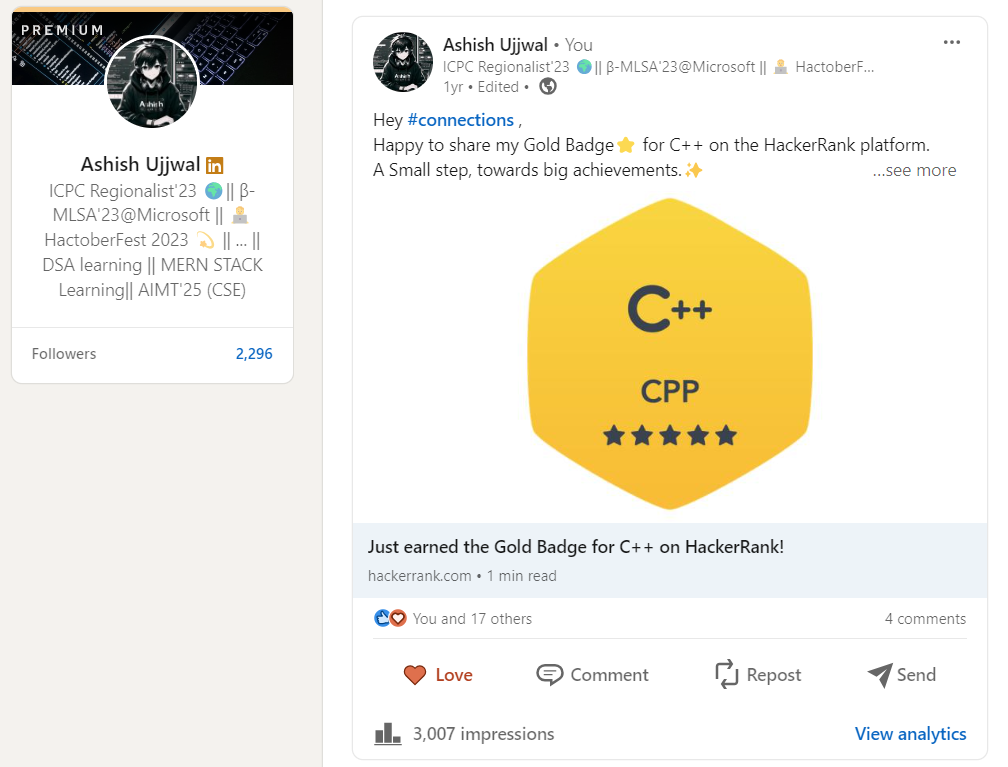 PREMIUM
Ashish
Ashish Ujjwal in
ICPC Regionalist'23 🌍 || β-
MLSA'23@Microsoft || 🧑‍💻
HactoberFest 2023 💫 || ... ||
DSA learning || MERN STACK
Learning|| AIMT'25 (CSE)
Followers 2,296
Ashish Ujjwal • You
ICPC Regionalist'23 🌍 || β-MLSA'23@Microsoft || 🧑‍💻 HactoberF...
1yr • Edited •
Hey #connections ,
Happy to share my Gold Badge⭐ for C++ on the HackerRank platform.
A Small step, towards big achievements.✨ ...see more
C++
CPP
Just earned the Gold Badge for C++ on HackerRank!
hackerrank.com • 1 min read
You and 17 others 4 comments
Love Comment Repost Send
3,007 impressions View analytics